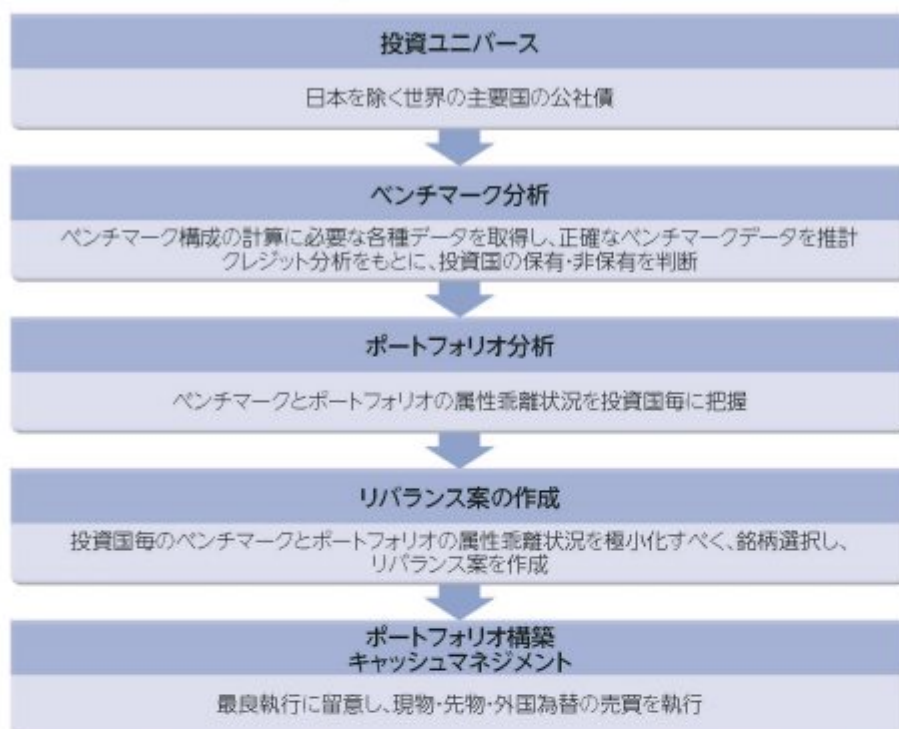 投資ユニバース
日本を除く世界の主要国の公社債
ベンチマーク分析
ベンチマーク構成の計算に必要な各種データを取得し、正確なベンチマークデータを推計
クレジット分析をもとに、投資国の保有・非保有を判断
ポートフォリオ分析
ベンチマークとポートフォリオの属性乖離状況を投資国毎に把握
リバランス案の作成
投資国毎のベンチマークとポートフォリオの属性乖離状況を極小化すべく、銘柄選択し、
リバランス案を作成
ポートフォリオ構築
キャッシュマネジメント
最良執行に留意し、現物・先物・外国為替の売買を執行